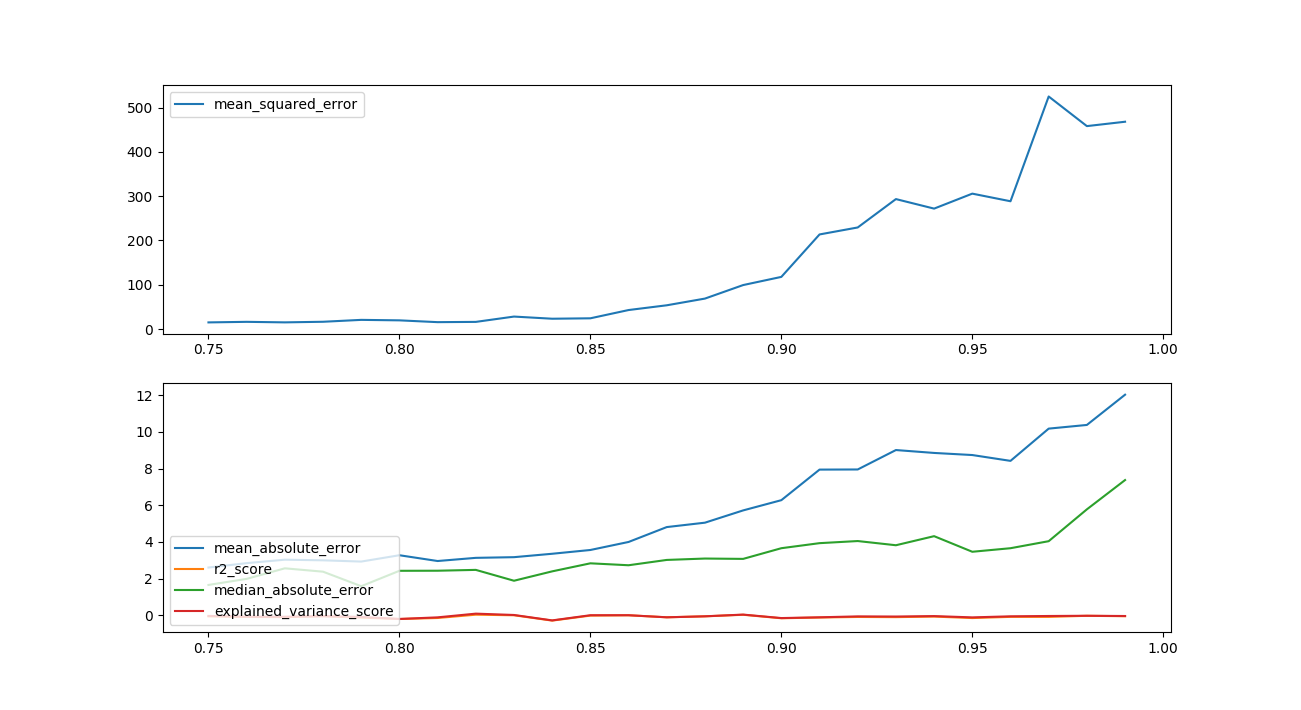 mean_squared_error
500
400
300
200
100
0
0.75 0.80 0.85 0.90 0.95 1.00
12
10
8
6
4
2
0
mean_absolute_error
r2_score
median_absolute_error
explained_variance_score
0.75 0.80 0.85 0.90 0.95 1.00